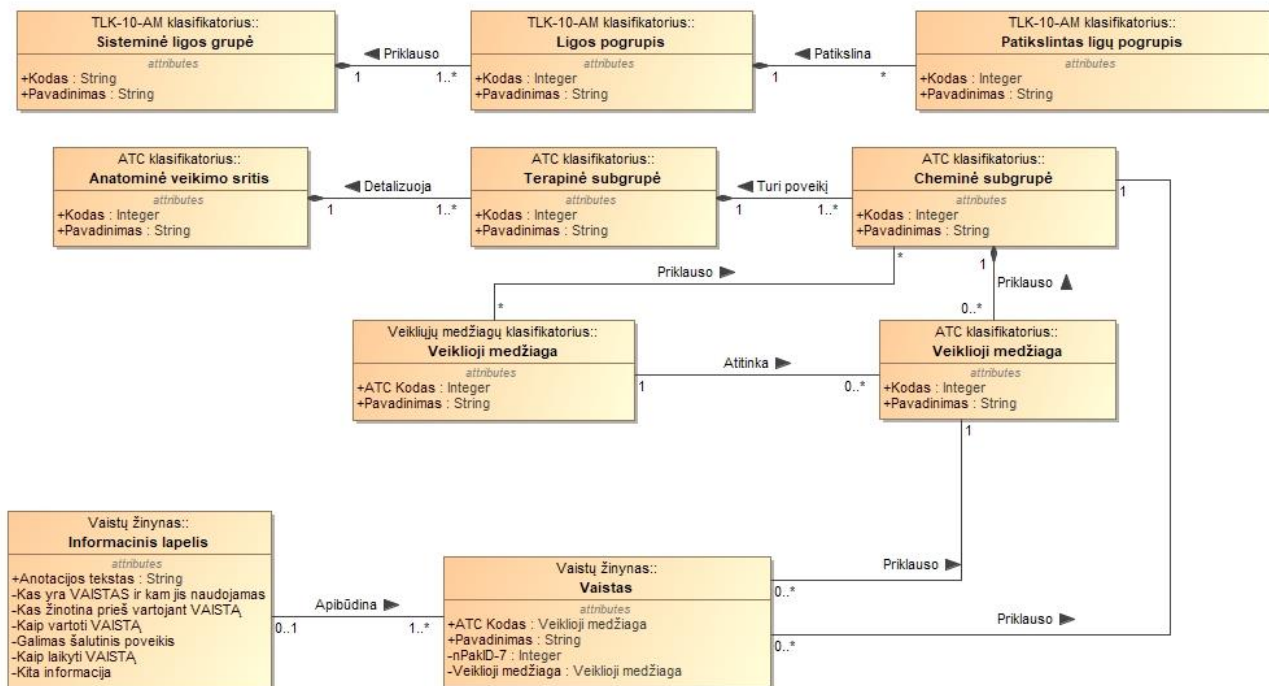 TLK-10-AM klasifikatorius::
Sisteminė ligos grupė
attributes
+Kodas : String
+Pavadinimas : String
Priklauso
1
1..*
TLK-10-AM klasifikatorius::
Ligos pogrupis
attributes
+Kodas : Integer
+Pavadinimas : String
Patikslina
1
*
TLK-10-AM klasifikatorius::
Patikslintas ligų pogrupis
attributes
+Kodas : Integer
+Pavadinimas : String
ATC klasifikatorius::
Anatominė veikimo sritis
attributes
+Kodas : Integer
+Pavadinimas : String
Detalizuoja
1
1..*
ATC klasifikatorius::
Terapinė subgrupė
attributes
+Kodas : Integer
+Pavadinimas : String
Turi poveikį
1
1..*
ATC klasifikatorius::
Cheminė subgrupė
attributes
+Kodas : Integer
+Pavadinimas : String
1
Priklauso
*
*
1
Priklauso
0..*
Veikliųjų medžiagų klasifikatorius::
Veiklioji medžiaga
attributes
+ATC Kodas : Integer
+Pavadinimas : String
Atitinka
1
0..*
ATC klasifikatorius::
Veiklioji medžiaga
attributes
+Kodas : Integer
+Pavadinimas : String
1
Vaistų žinynas::
Informacinis lapelis
attributes
+Anotacijos tekstas : String
-Kas yra VAISTAS ir kam jis naudojamas
-Kas žinotina prieš vartojant VAISTĄ
-Kaip vartoti VAISTĄ
-Galimas šalutinis poveikis
-Kaip laikyti VAISTĄ
-Kita informacija
Apibūdina
0..1
1..*
Vaistų žinynas::
Vaistas
attributes
+ATC Kodas : Veiklioji medžiaga
+Pavadinimas : String
-nPakID-7 : Integer
-Veiklioji medžiaga : Veiklioji medžiaga
Priklauso
0..*
Priklauso
0..*